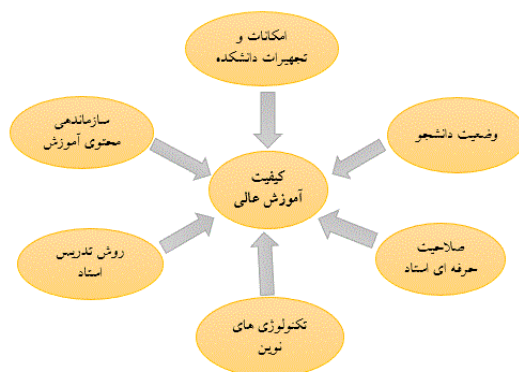 امکانات و
تجهیزات دانشکده
وضعیت دانشجو
سازماندهی
محتوی آموزش
کیفیت
آموزش عالی
صلاحیت
حرفه ای استاد
روش تدریس
استاد
تکنولوژی های
نوین